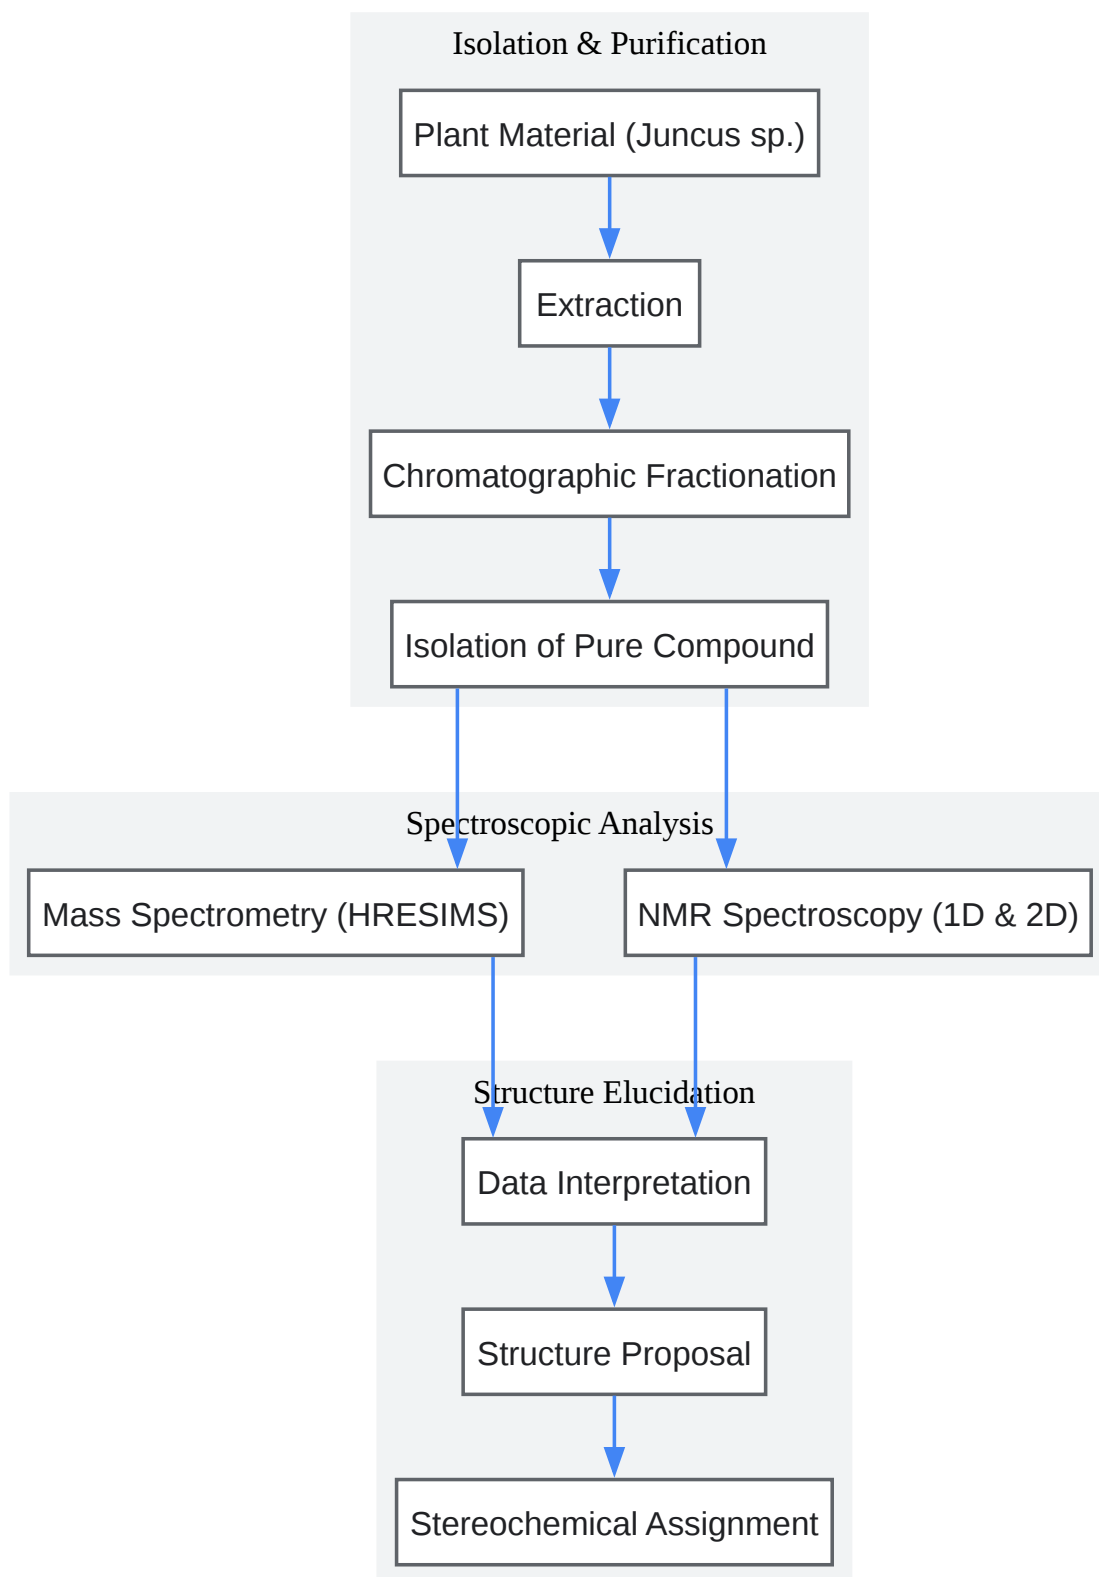 Isolation & Purification
Plant Material (Juncus sp.)
Extraction
Chromatographic Fractionation
Isolation of Pure Compound
Spectroscopic Analysis
Mass Spectrometry (HRESIMS)
NMR Spectroscopy (1D & 2D)
Structure Elucidation
Data Interpretation
Structure Proposal
Stereochemical Assignment